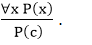 ∀x P(x)
P(c) .